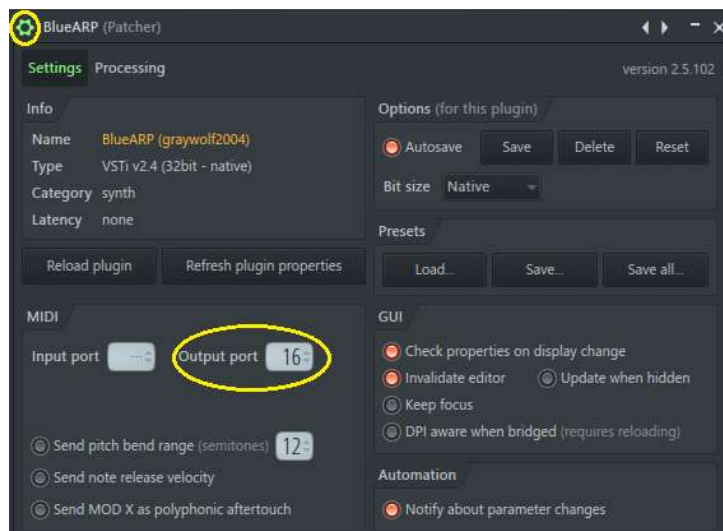 BlueARP (Patcher)
Settings Processing
version 2.5.102
Info
Name BlueARP (graywolf2004)
Type VSTi v2.4 (32bit - native)
Category synth
Latency none
Reload plugin Refresh plugin properties
Options (for this plugin)
Autosave Save Delete Reset
Bit size Native
Presets
Load... Save... Save all...
MIDI
Input port --- Output port 16
Send pitch bend range (semitones) 12
Send note release velocity
Send MOD X as polyphonic aftertouch
GUI
Check properties on display change
Invalidate editor Update when hidden
Keep focus
DPI aware when bridged (requires reloading)
Automation
Notify about parameter changes